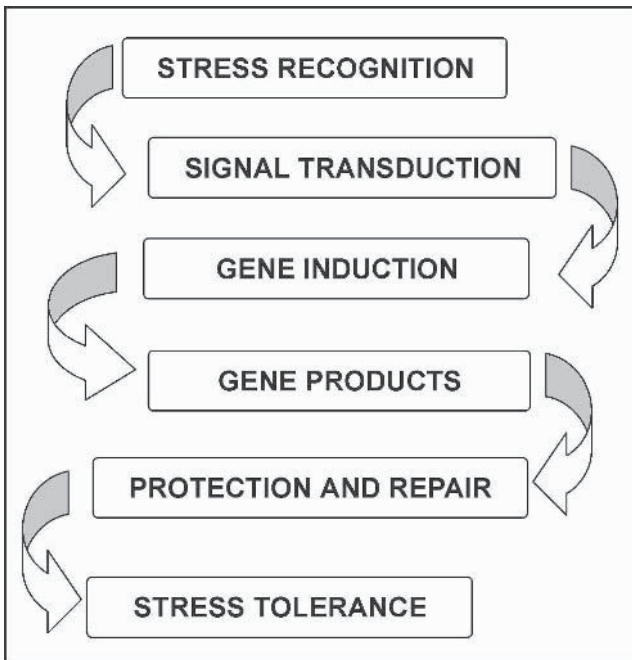 STRESS RECOGNITION
SIGNAL TRANSDUCTION
GENE INDUCTION
GENE PRODUCTS
PROTECTION AND REPAIR
STRESS TOLERANCE